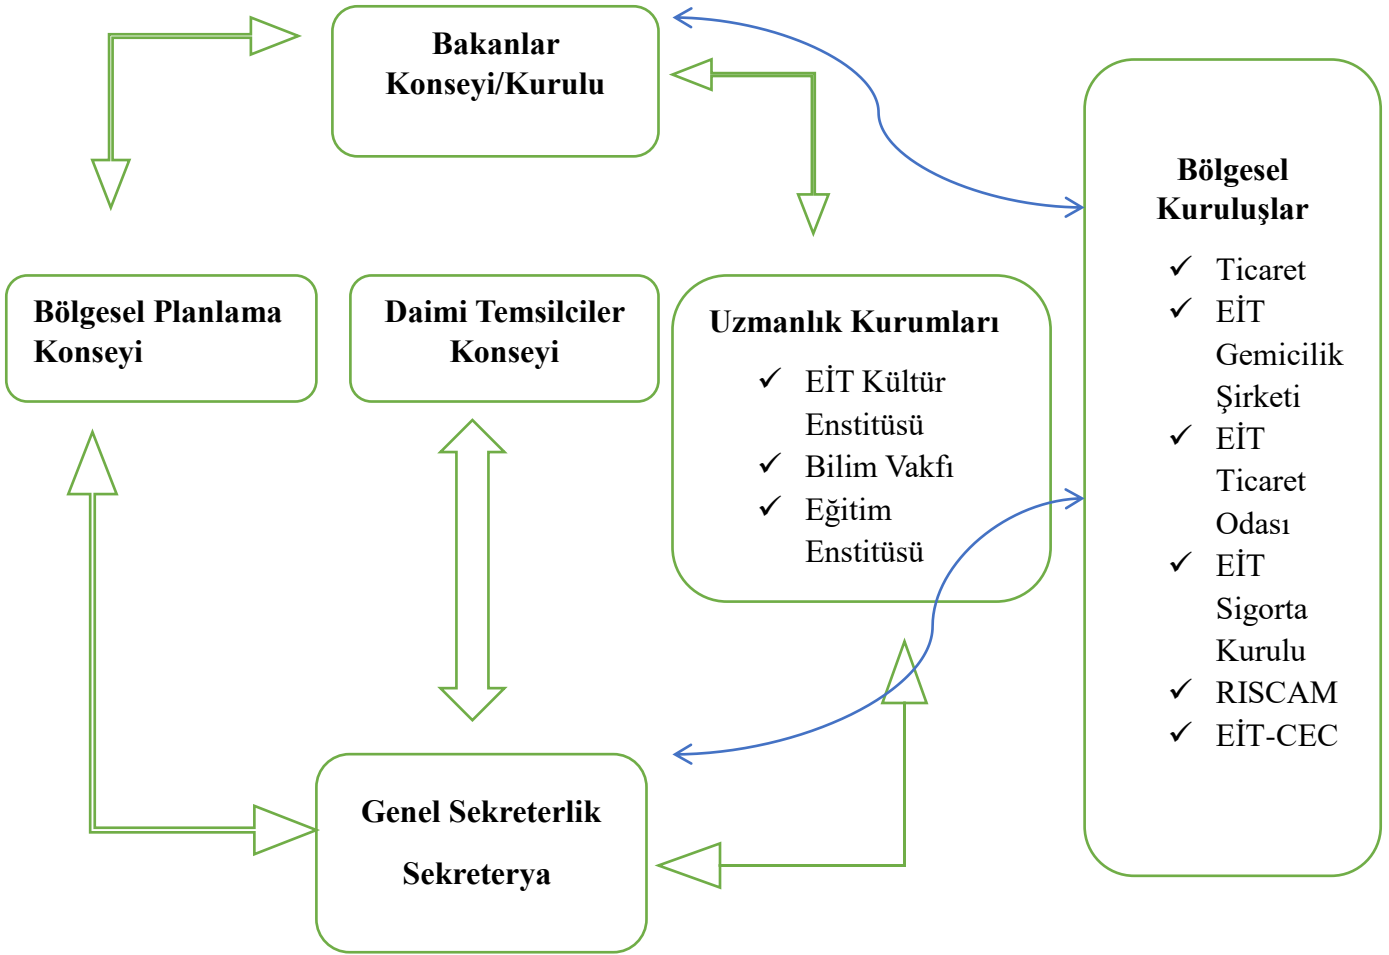 Bakanlar
Konseyi/Kurulu
Bölgesel Planlama
Konseyi
Daimi Temsilciler
Konseyi
Uzmanlık Kurumları
✓ EİT Kültür
Enstitüsü
✓ Bilim Vakfı
✓ Eğitim
Enstitüsü
Bölgesel
Kuruluşlar
✓ Ticaret
✓ EİT
Gemicilik
Şirketi
✓ EİT
Ticaret
Odası
✓ EİT
Sigorta
Kurulu
✓ RISCAM
✓ EİT-CEC
Genel Sekreterlik
Sekreterya